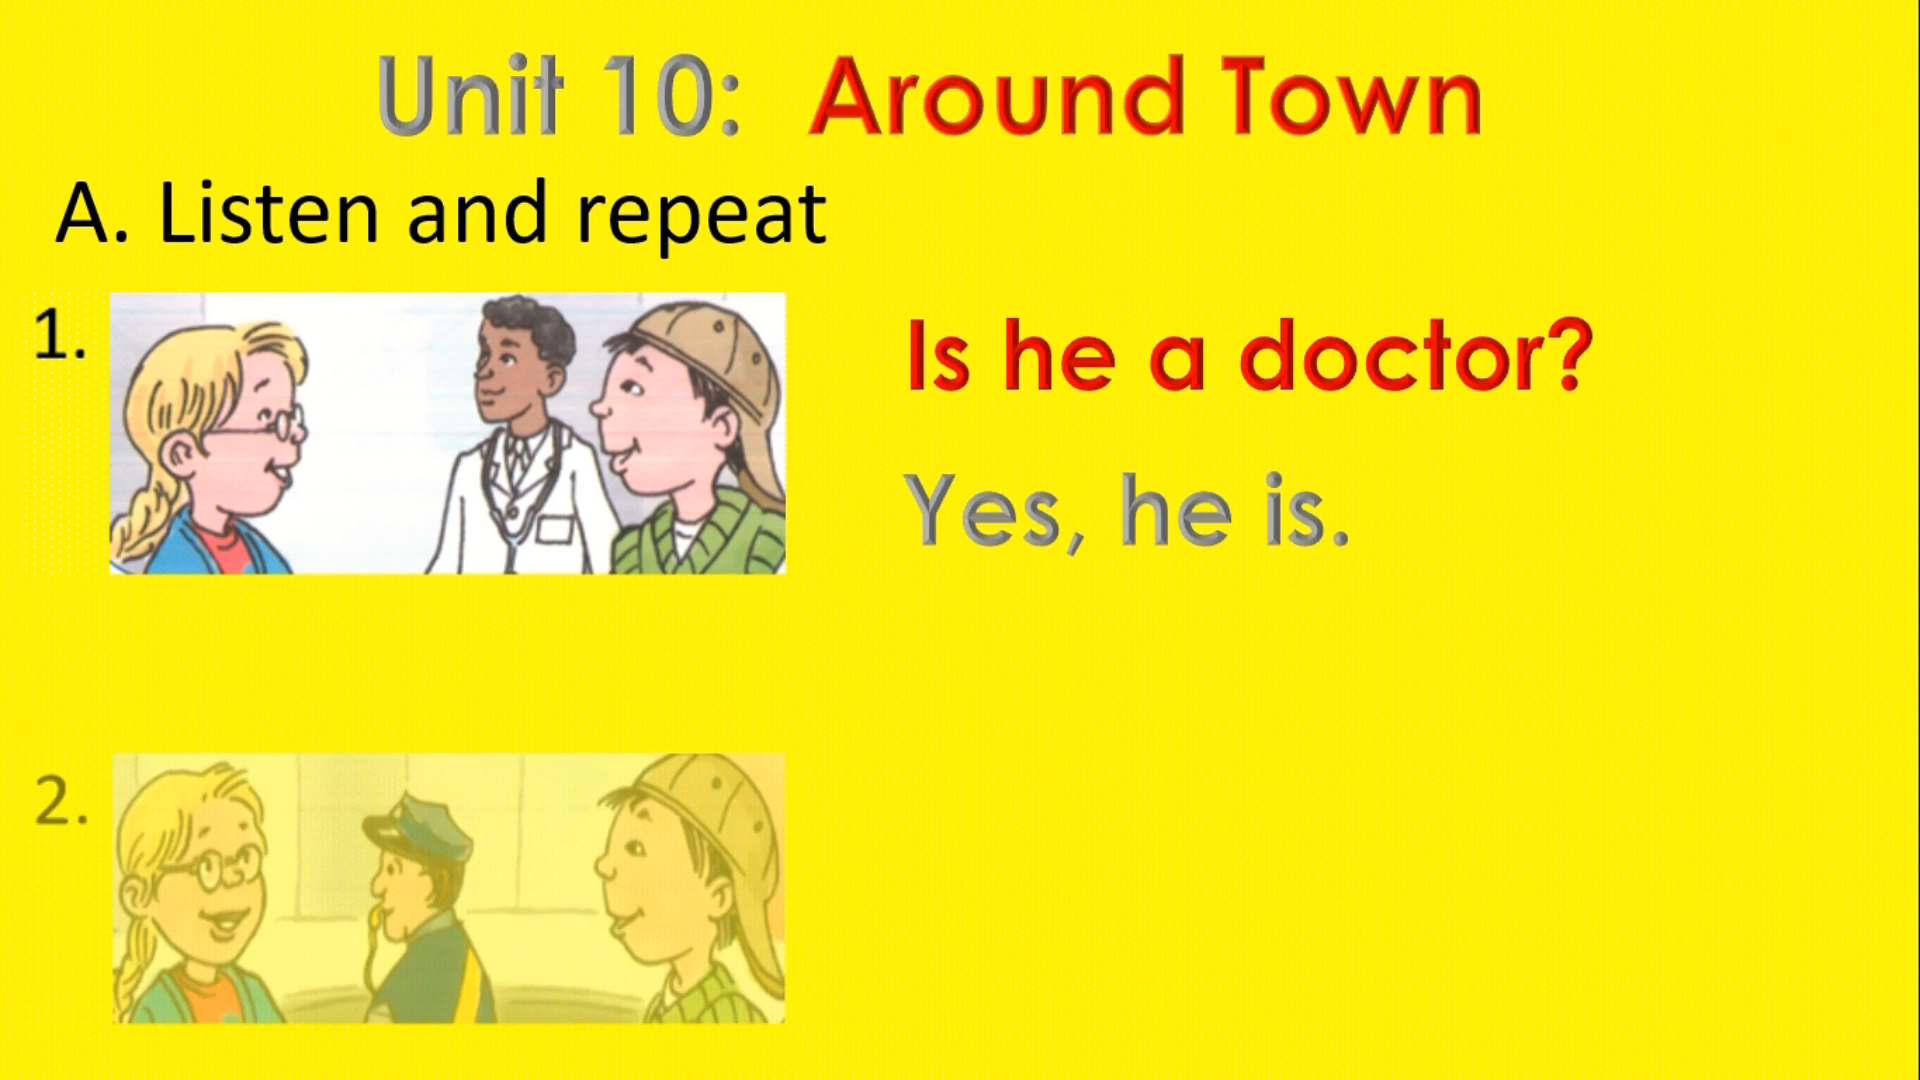 Unit 10: Around Town
A. Listen and repeat
1.
Is he a doctor?
Yes, he is.
2.